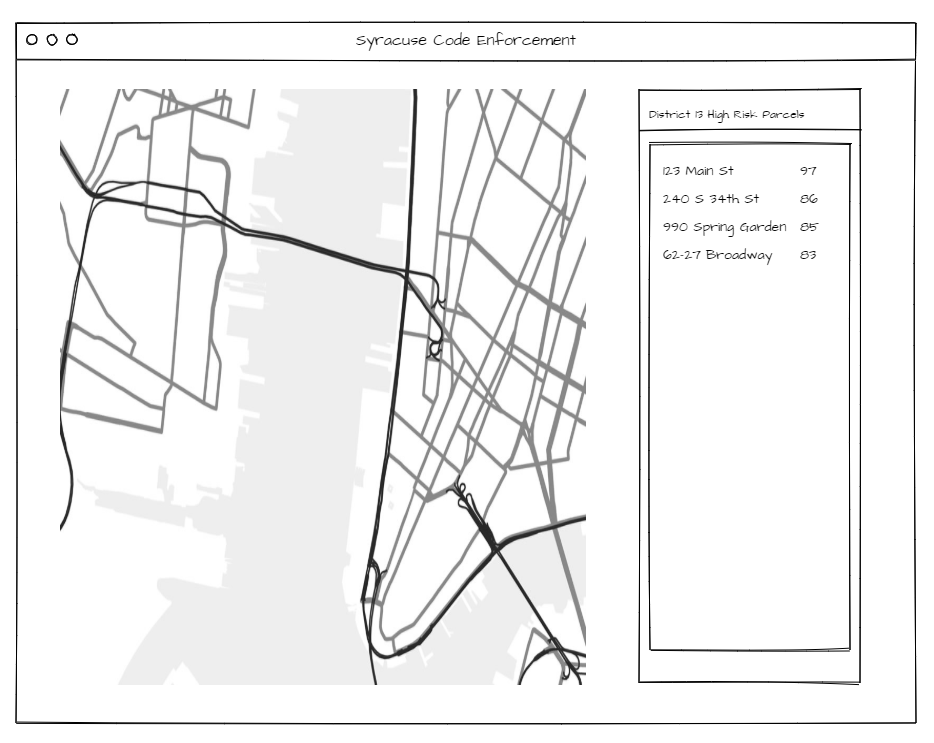 Syracuse Code Enforcement
District 13 High Risk Parcels
123 Main St 97
240 S 34th St 86
990 Spring Garden 85
62-27 Broadway 83